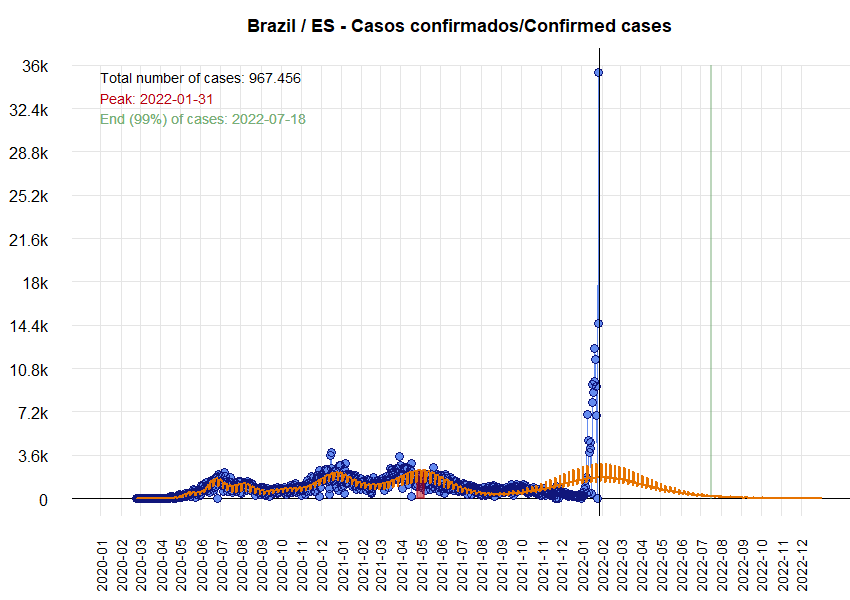 Brazil / ES - Casos confirmados/Confirmed cases
36k
32.4k
28.8k
25.2k
21.6k
18k
14.4k
10.8k
7.2k
3.6k
0
Total number of cases: 967.456
Peak: 2022-01-31
End (99%) of cases: 2022-07-18
2020-01
2020-02
2020-03
2020-04
2020-05
2020-06
2020-07
2020-08
2020-09
2020-10
2020-11
2020-12
2021-01
2021-02
2021-03
2021-04
2021-05
2021-06
2021-07
2021-08
2021-09
2021-10
2021-11
2021-12
2022-01
2022-02
2022-03
2022-04
2022-05
2022-06
2022-07
2022-08
2022-09
2022-10
2022-11
2022-12